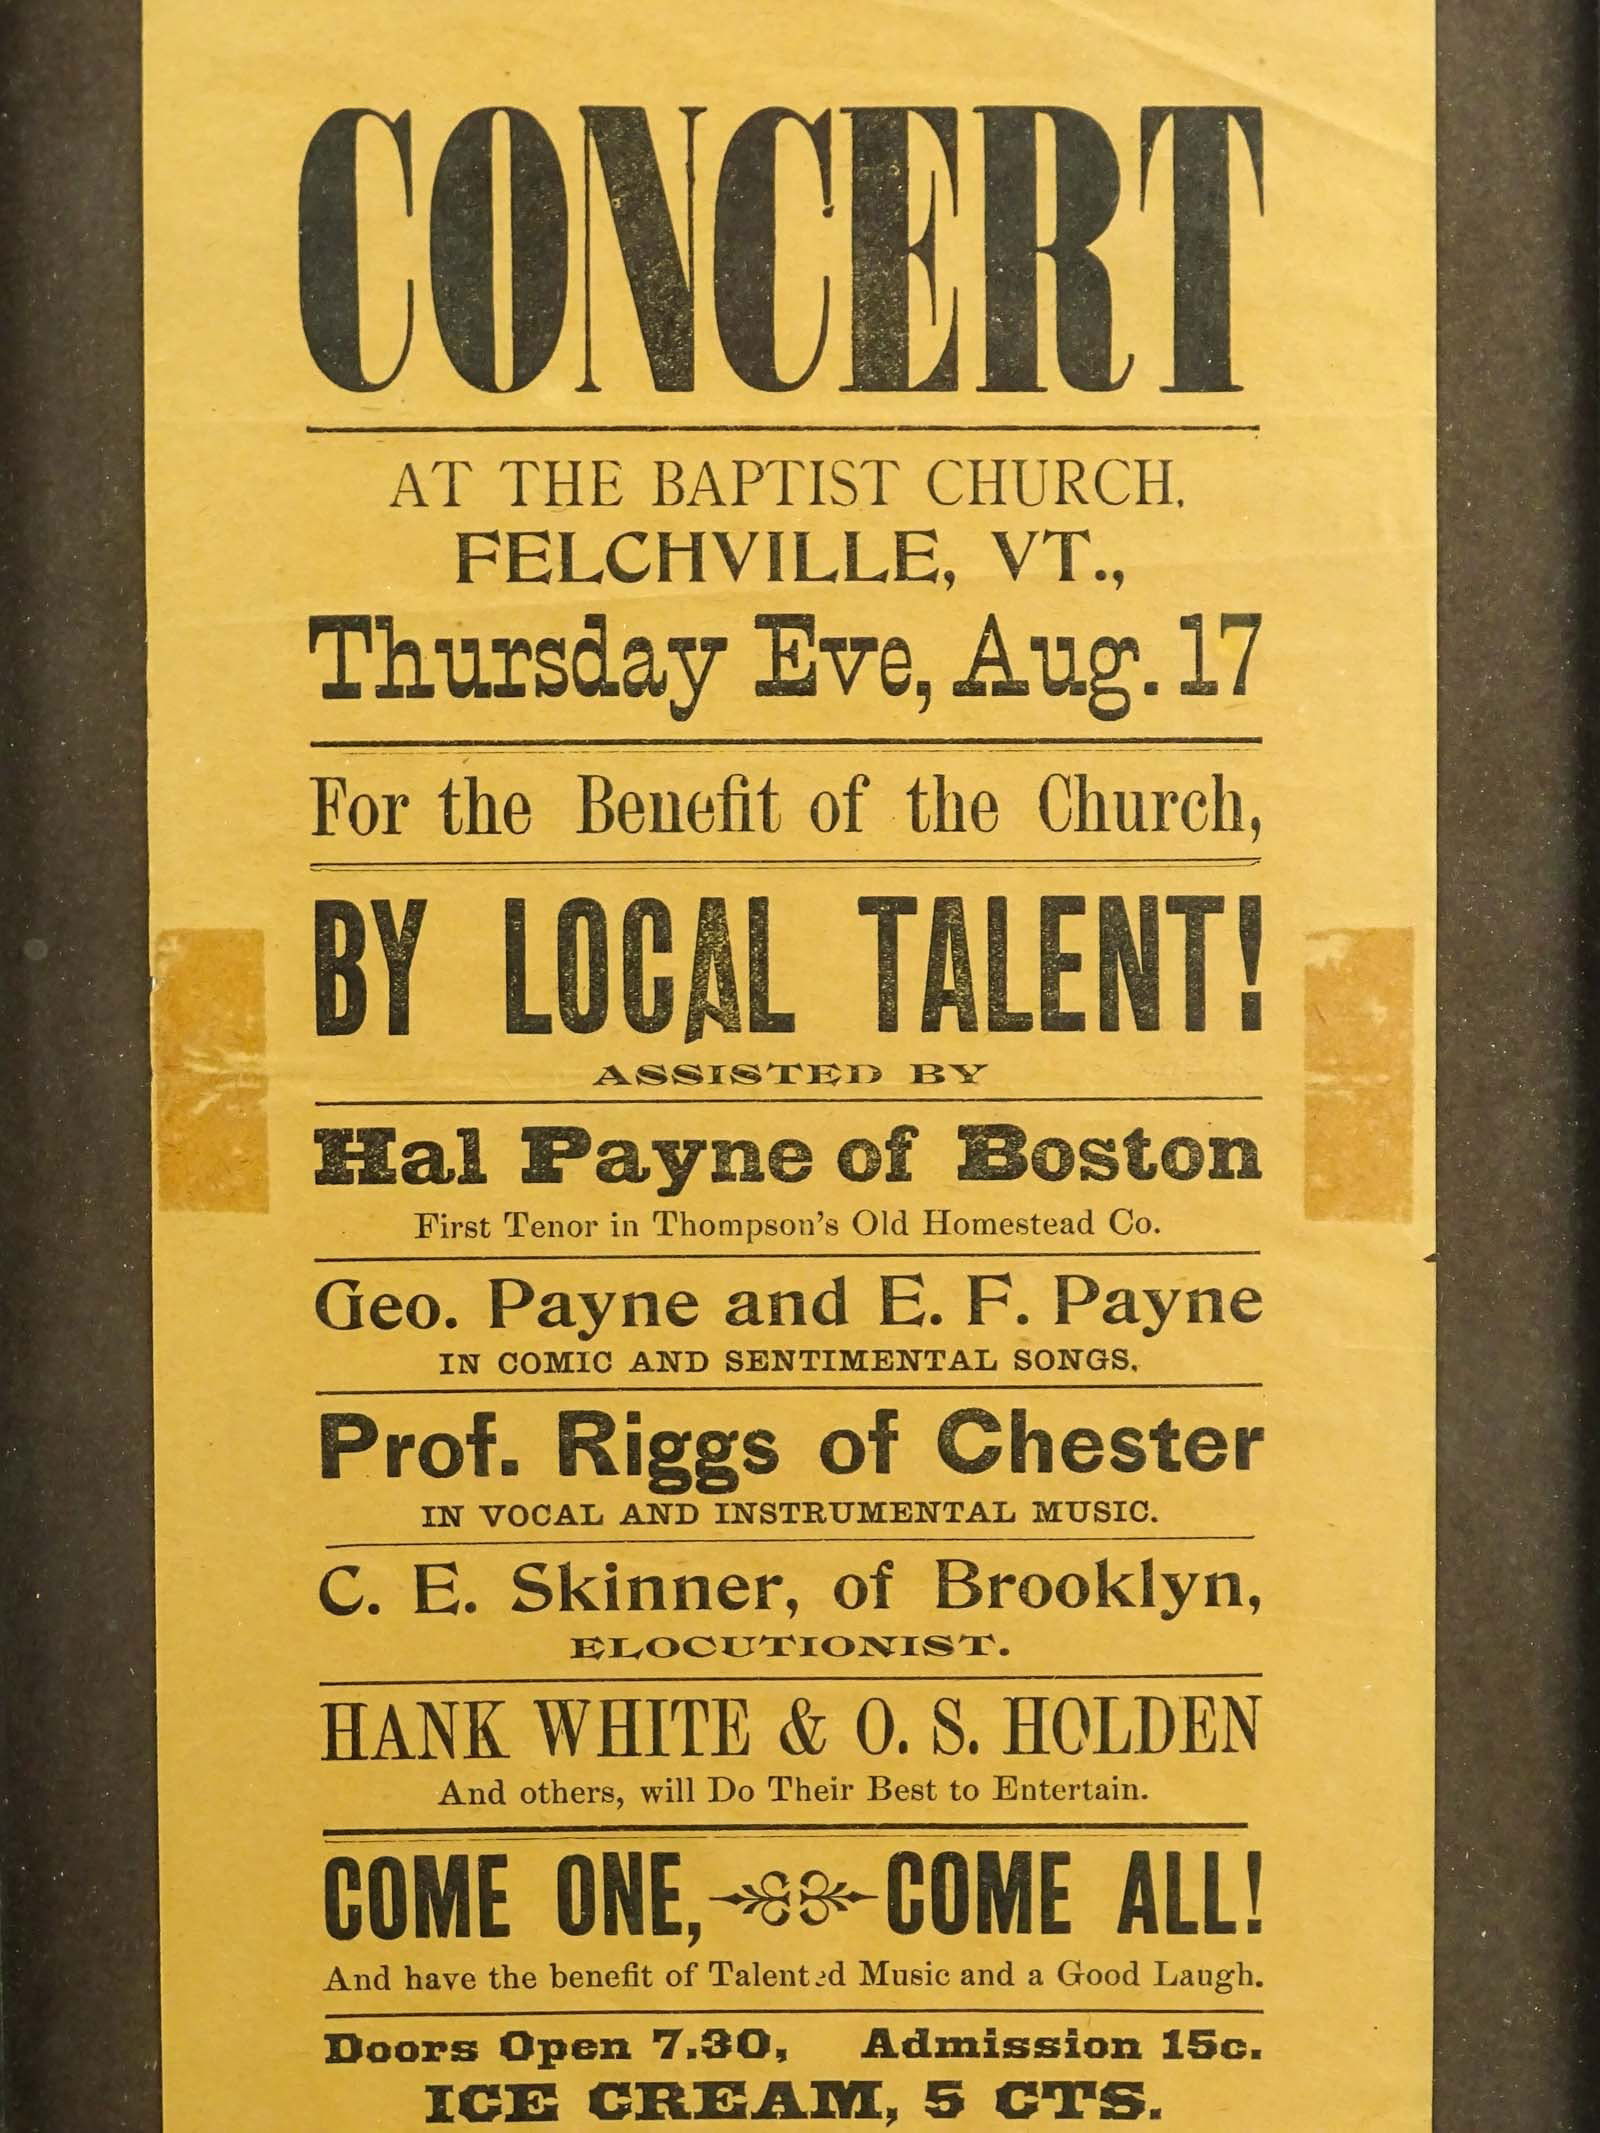 CONCERT
AT THE BAPTIST CHURCH,
FELCHVILLE, VT.,
Thursday Eve, Aug. 17
For the Benefit of the Church,
BY LOCAL TALENT!
ASSISTED BY
Hal Payne of Boston
First Tenor in Thompson's Old Homestead Co.
Geo. Payne and E. F. Payne
IN COMIC AND SENTIMENTAL SONGS.
Prof. Riggs of Chester
IN VOCAL AND INSTRUMENTAL MUSIC.
C. E. Skinner, of Brooklyn,
ELOCUTIONIST.
HANK WHITE & O. S. HOLDEN
And others, will Do Their Best to Entertain.
COME ONE, COME ALL!
And have the benefit of Talented Music and a Good Laugh.
Doors Open 7.30, Admission 15c.
ICE CREAM, 5 CTS.